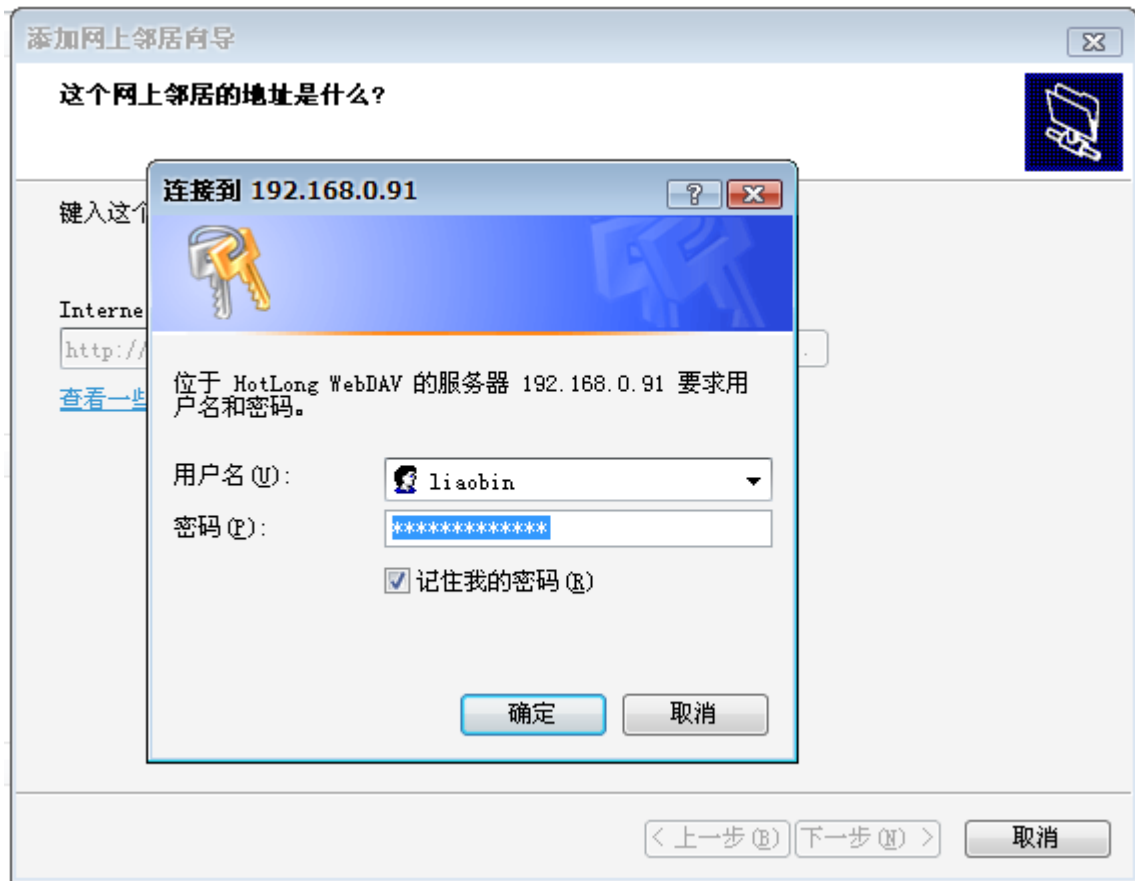 添加网上邻居向导
这个网上邻居的地址是什么?
连接到 192.168.0.91
键入这个
Interne
http://
.
查看一些
位于 HotLong WebDAV 的服务器 192.168.0.91 要求用
户名和密码。
用户名(U):
liaobin
密码(P):
*************
记住我的密码(R)
确定
取消
< 上一步(B)
下一步(N) >
取消